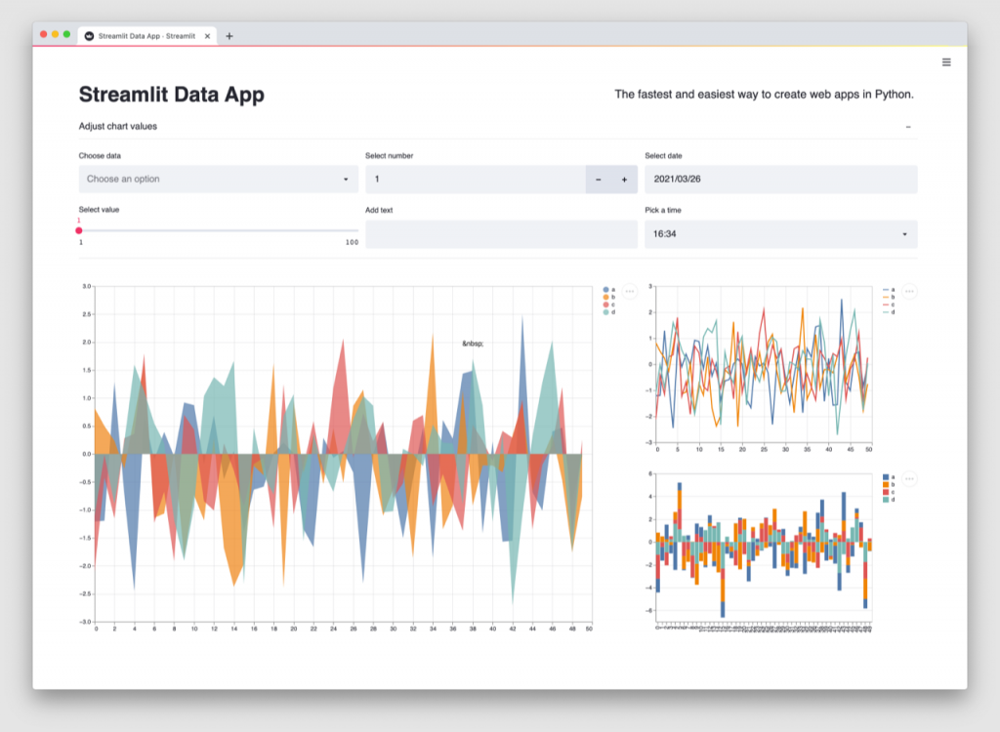 Streamlit Data App - Streamlit
Streamlit Data App
The fastest and easiest way to create web apps in Python.
Adjust chart values
Choose data
Select number
Select date
Choose an option
1
2021/03/26
Select value
Add text
Pick a time
1
1
100
16:34
3.0
2.5
2.0
1.5
1.0
0.5
0.0
−0.5
−1.0
−1.5
−2.0
−2.5
−3.0
0 2 4 6 8 10 12 14 16 18 20 22 24 26 28 30 32 34 36 38 40 42 44 46 48 50
&nbsp;
a
b
c
d
3
2
1
0
−1
−2
−3
0 5 10 15 20 25 30 35 40 45 50
a
b
c
d
6
4
2
0
−2
−4
−6
a
b
c
d